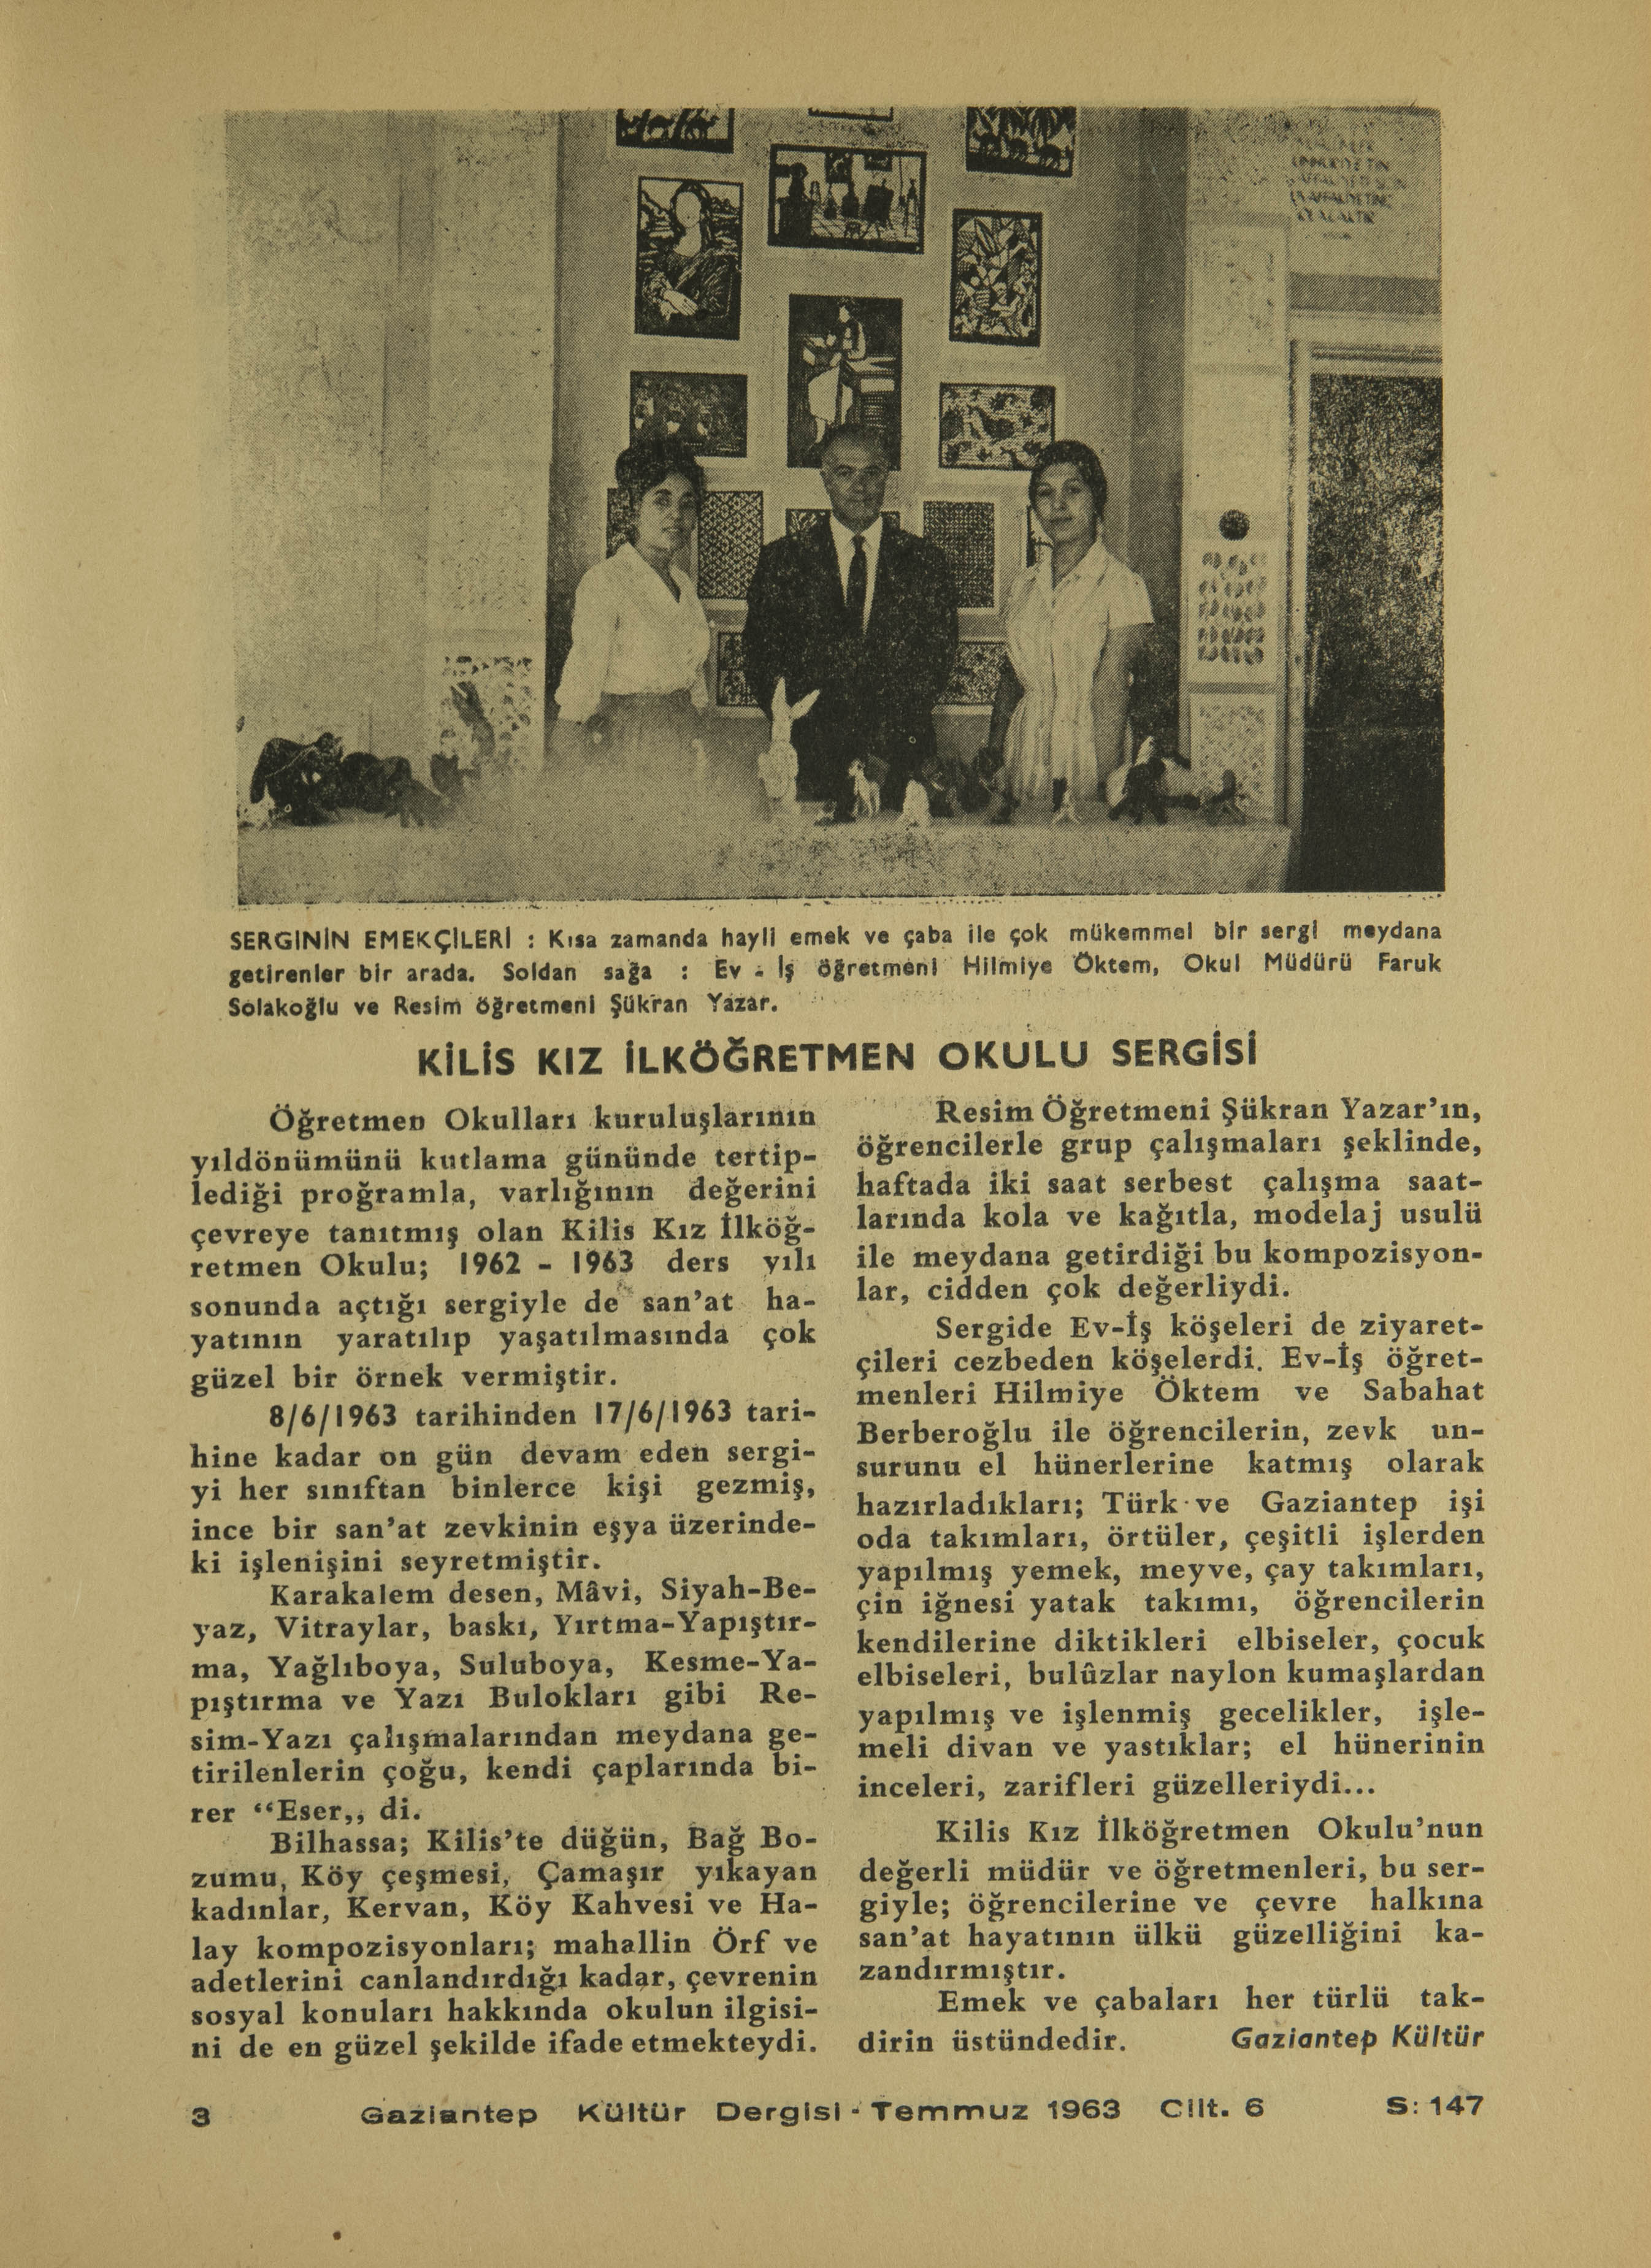 SERGİNİN EMEKÇİLERİ : Kısa zamanda hayli emek ve çaba ile çok mükemmel bir sergi meydana
getirenler bir arada. Soldan sağa : Ev - İş öğretmeni Hilmiye Öktem, Okul Müdürü Faruk
Solakoğlu ve Resim öğretmeni Şükran Yazar.
KİLİS KIZ İLKÖĞRETMEN OKULU SERGİSİ
Öğretmen Okulları kuruluşlarının
yıldönümünü kutlama gününde tertip-
lediği proğramla, varlığının değerini
çevreye tanıtmış olan Kilis Kız İlköğ-
retmen Okulu; 1962 - 1963 ders yılı
sonunda açtığı sergiyle de san'at ha-
yatının yaratılıp yaşatılmasında çok
güzel bir örnek vermiştir.
8/6/1963 tarihinden 17/6/1963 tari-
hine kadar on gün devam eden sergi-
yi her sınıftan binlerce kişi gezmiş,
ince bir san'at zevkinin eşya üzerinde-
ki işlenişini seyretmiştir.
Karakalem desen, Mâvi, Siyah-Be-
yaz, Vitraylar, baskı, Yırtma-Yapıştır-
ma, Yağlıboya, Suluboya, Kesme-Ya-
pıştırma ve Yazı Bulokları gibi Re-
sim-Yazı çalışmalarından meydana ge-
tirilenlerin çoğu, kendi çaplarında bi-
rer “Eser,, di.
Bilhassa; Kilis'te düğün, Bağ Bo-
zumu, Köy çeşmesi, Çamaşır yıkayan
kadınlar, Kervan, Köy Kahvesi ve Ha-
lay kompozisyonları; mahallin Örf ve
adetlerini canlandırdığı kadar, çevrenin
sosyal konuları hakkında okulun ilgisi-
ni de en güzel şekilde ifade etmekteydi.
Resim Öğretmeni Şükran Yazar'ın,
öğrencilerle grup çalışmaları şeklinde,
haftada iki saat serbest çalışma saat-
larında kola ve kağıtla, modelaj usulü
ile meydana getirdiği bu kompozisyon-
lar, cidden çok değerliydi.
Sergide Ev-İş köşeleri de ziyaret-
çileri cezbeden köşelerdi. Ev-İş öğret-
menleri Hilmiye Öktem ve Sabahat
Berberoğlu ile öğrencilerin, zevk un-
surunu el hünerlerine katmış olarak
hazırladıkları; Türk ve Gaziantep işi
oda takımları, örtüler, çeşitli işlerden
yapılmış yemek, meyve, çay takımları,
çin iğnesi yatak takımı, öğrencilerin
kendilerine diktikleri elbiseler, çocuk
elbiseleri, bulûzlar naylon kumaşlardan
yapılmış ve işlenmiş gecelikler, işle-
meli divan ve yastıklar; el hünerinin
inceleri, zarifleri güzelleriydi...
Kilis Kız İlköğretmen Okulu'nun
değerli müdür ve öğretmenleri, bu ser-
giyle; öğrencilerine ve çevre halkına
san'at hayatının ülkü güzelliğini ka-
zandırmıştır.
Emek ve çabaları her türlü tak-
dirin üstündedir. Gaziantep Kültür
3 Gaziantep Kültür Dergisi - Temmuz 1963 Cilt. 6 S: 147